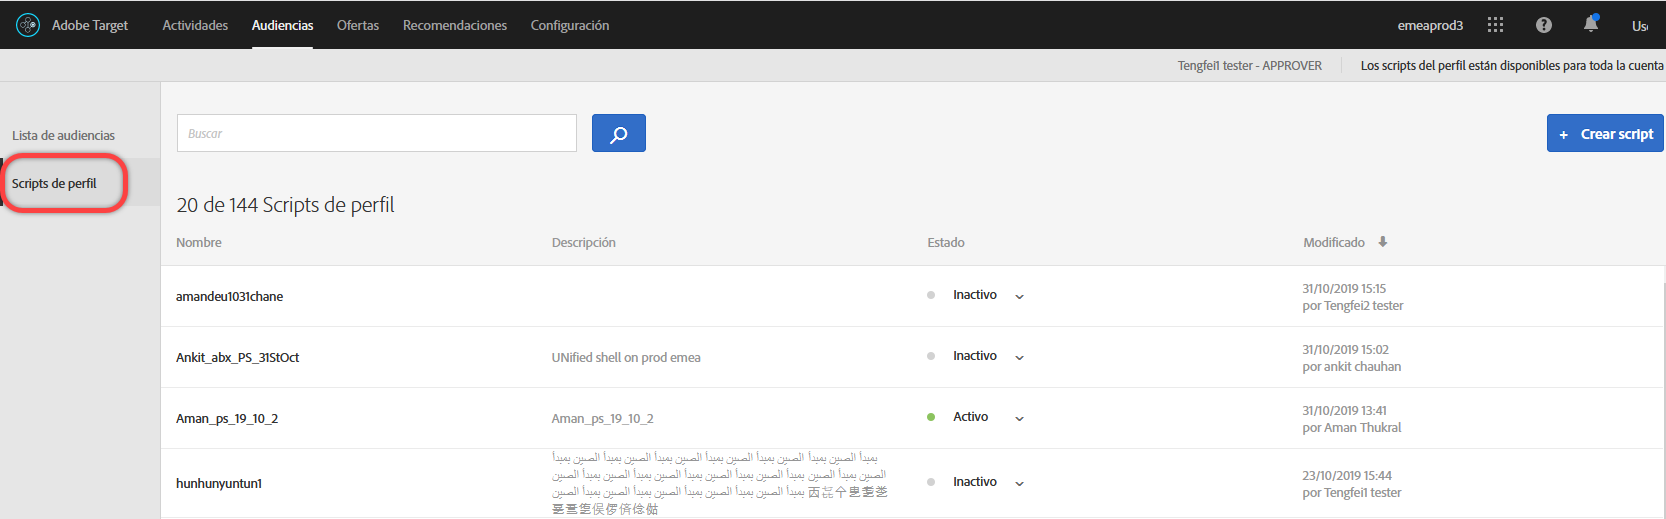 Adobe Target Actividades Audiencias Ofertas Recomendaciones Configuración emeaprod3
Tengfei1 tester - APPROVER Los scripts del perfil están disponibles para toda la cuenta
Lista de audiencias
Scripts de perfil
Buscar
+ Crear script
20 de 144 Scripts de perfil
Nombre Descripción Estado Modificado
amandeu1031chane Inactivo 31/10/2019 15:15
por Tengfei2 tester
Ankit_abx_PS_31StOct UNified shell on prod emea Inactivo 31/10/2019 15:02
por ankit chauhan
Aman_ps_19_10_2 Aman_ps_19_10_2 Activo 31/10/2019 13:41
por Aman Thukral
بمبدأ الصين بمبدأ الصين بمبدأ الصين بمبدأ الصين بمبدأ الصين بمبدأ الصين بمبدأ
الصين بمبدأ الصين بمبدأ الصين بمبدأ الصين بمبدأ الصين بمبدأ الصين بمبدأ الصين
بمبدأ الصين بمبدأ الصين بمبدأ الصين بمبدأ الصين بمبدأ الصين
hunhunyuntun1 Inactivo 23/10/2019 15:44
por Tengfei1 tester